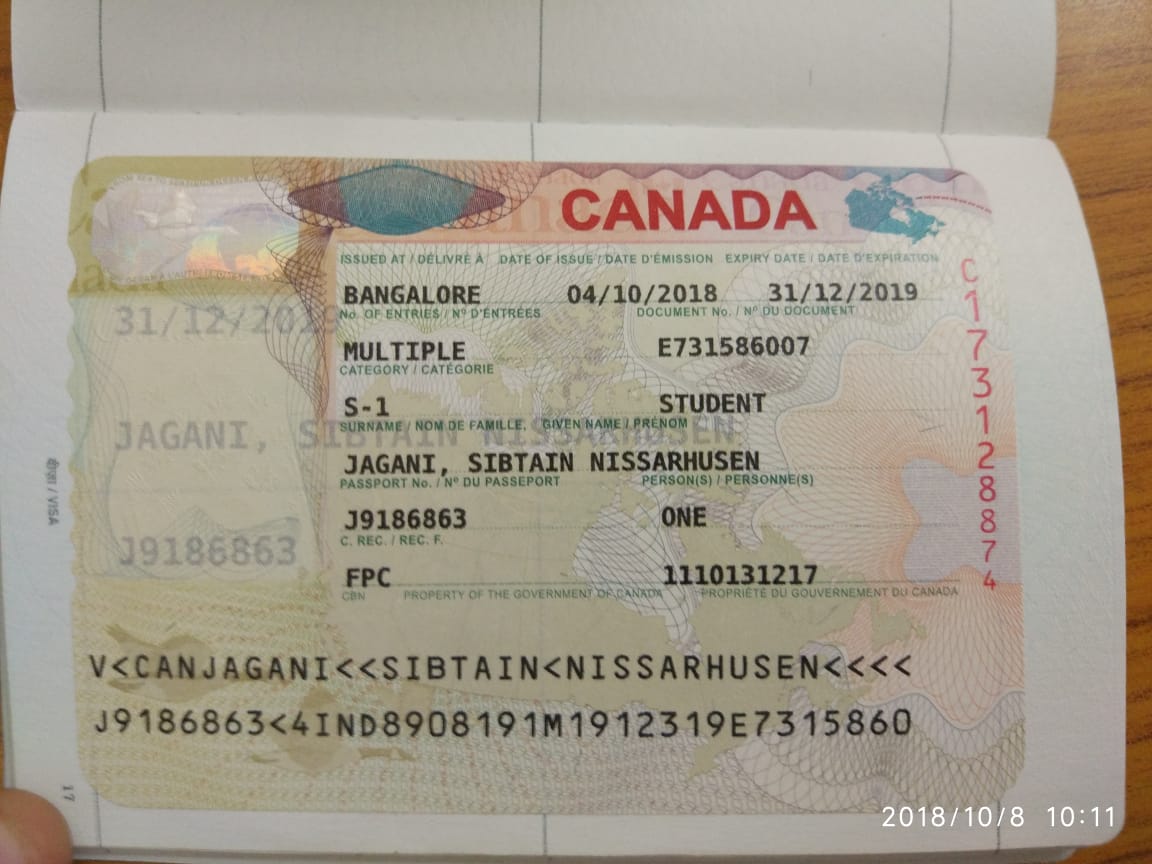 CANADA
ISSUED AT / DÉLIVRÉ À DATE OF ISSUE / DATE D'ÉMISSION EXPIRY DATE / DATE D'EXPIRATION
BANGALORE 04/10/2018 31/12/2019
No. OF ENTRIES / Nº D'ENTRÉES DOCUMENT No. / Nº DU DOCUMENT
MULTIPLE E731586007
CATEGORY / CATÉGORIE
S-1 STUDENT
SURNAME / NOM DE FAMILLE, GIVEN NAME / PRÉNOM
JAGANI, SIBTAIN NISSARHUSEN
PASSPORT No. / Nº DU PASSEPORT PERSON(S) / PERSONNE(S)
J9186863 ONE
C. REC. / REC. F.
FPC 1110131217
CBN PROPERTY OF THE GOVERNMENT OF CANADA PROPRIÉTÉ DU GOUVERNEMENT DU CANADA
V<CANJAGANI<<SIBTAIN<NISSARHUSEN<<<<
J9186863<4IND8908191M1912319E7315860
C173128874
31/12/2019
JAGANI, SIBTAIN NISSARHUSEN
J9186863
वीज़ा / VISA
17
2018/10/8 10:11